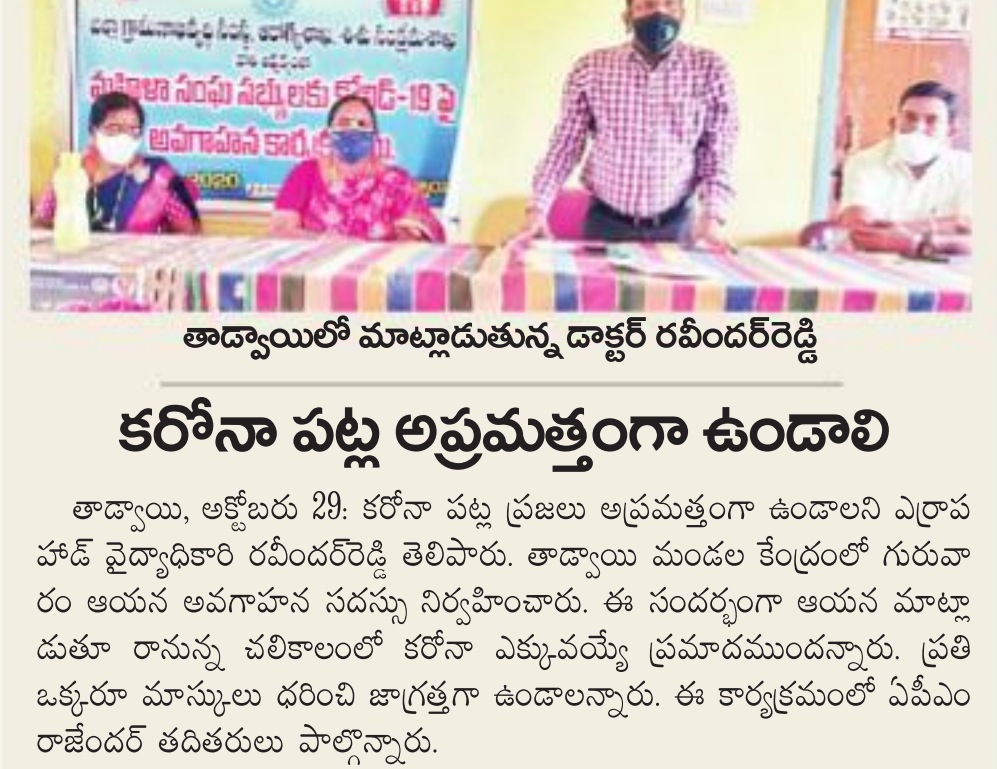 మహిళా సంఘ సభ్యులకు కోవిడ్-19 పై
అవగాహన
2020
తాడ్వాయిలో మాట్లాడుతున్న డాక్టర్ రవీందర్‌రెడ్డి
కరోనా పట్ల అప్రమత్తంగా ఉండాలి
తాడ్వాయి, అక్టోబరు 29: కరోనా పట్ల ప్రజలు అప్రమత్తంగా ఉండాలని ఎర్రాప
హాడ్ వైద్యాధికారి రవీందర్‌రెడ్డి తెలిపారు. తాడ్వాయి మండల కేంద్రంలో గురువా
రం ఆయన అవగాహన సదస్సు నిర్వహించారు. ఈ సందర్భంగా ఆయన మాట్లా
డుతూ రానున్న చలికాలంలో కరోనా ఎక్కువయ్యే ప్రమాదముందన్నారు. ప్రతి
ఒక్కరూ మాస్కులు ధరించి జాగ్రత్తగా ఉండాలన్నారు. ఈ కార్యక్రమంలో ఏపీఎం
రాజేందర్ తదితరులు పాల్గొన్నారు.